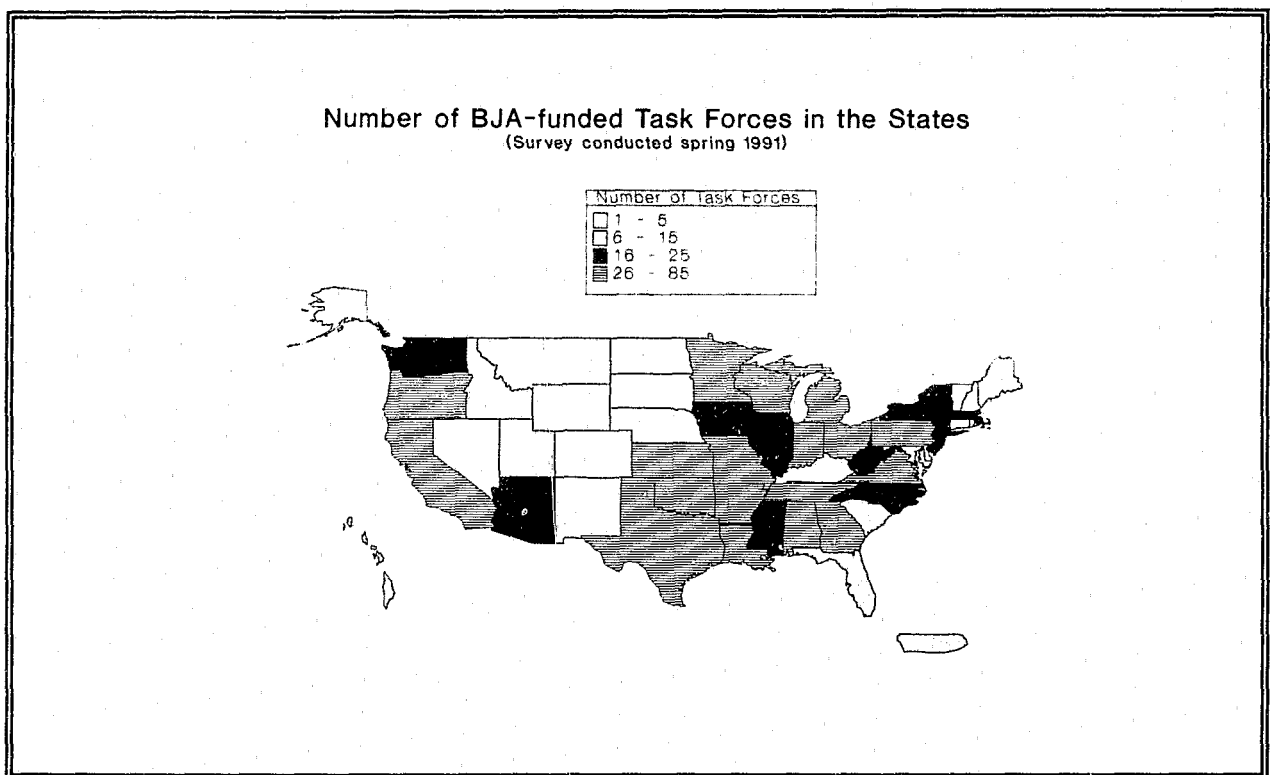 Number of BJA-funded Task Forces in the States
(Survey conducted spring 1991)
Number of Task Forces
1 - 5
6 - 15
16 - 25
26 - 85